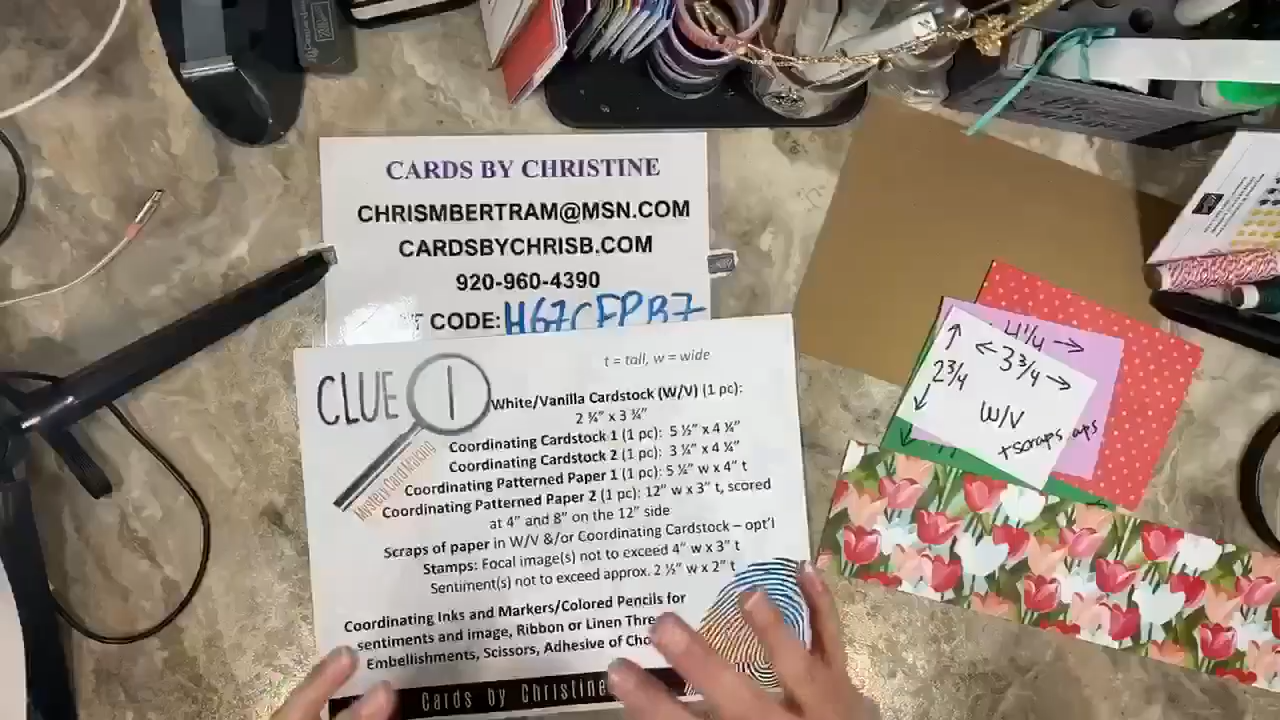 CARDS BY CHRISTINE
CHRISMBERTRAM@MSN.COM
CARDSBYCHRISB.COM
920-960-4390
CODE: H67CFPB7
t = tall, w = wide
CLUE 1
Mystery Card Making
White/Vanilla Cardstock (W/V) (1 pc):
2 ¾" x 3 ¾"
Coordinating Cardstock 1 (1 pc): 5 ½" x 4 ¼"
Coordinating Cardstock 2 (1 pc): 3 ¼" x 4 ¼"
Coordinating Patterned Paper 1 (1 pc): 5 ¼" w x 4" t
Coordinating Patterned Paper 2 (1 pc): 12" w x 3" t, scored
at 4" and 8" on the 12" side
Scraps of paper in W/V &/or Coordinating Cardstock – opt'l
Stamps: Focal image(s) not to exceed 4" w x 3" t
Sentiment(s) not to exceed approx. 2 ½" w x 2" t
Coordinating Inks and Markers/Colored Pencils for
sentiments and image, Ribbon or Linen
Embellishments, Scissors, Adhesive of
Cards by Christine
4 1/4
3 3/4
2 3/4
W/V
+scraps